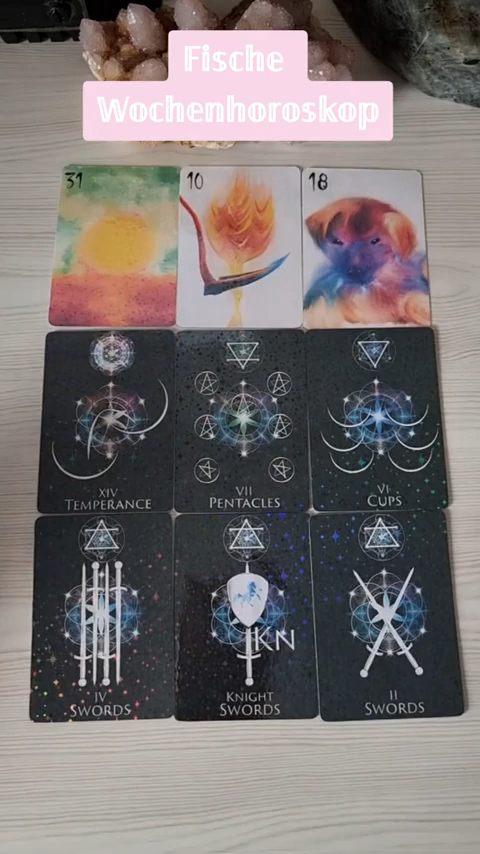 Fische
Wochenhoroskop
31
10
18
XIV
TEMPERANCE
VII
PENTACLES
VI
CUPS
IV
SWORDS
KN
KNIGHT
SWORDS
II
SWORDS